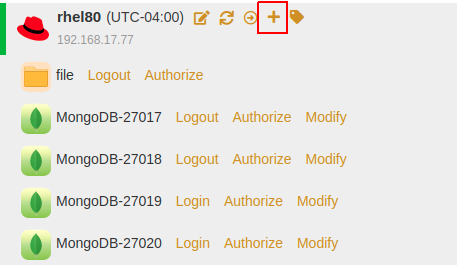 rhel80 (UTC-04:00)
192.168.17.77
file Logout Authorize
MongoDB-27017 Logout Authorize Modify
MongoDB-27018 Logout Authorize Modify
MongoDB-27019 Login Authorize Modify
MongoDB-27020 Login Authorize Modify